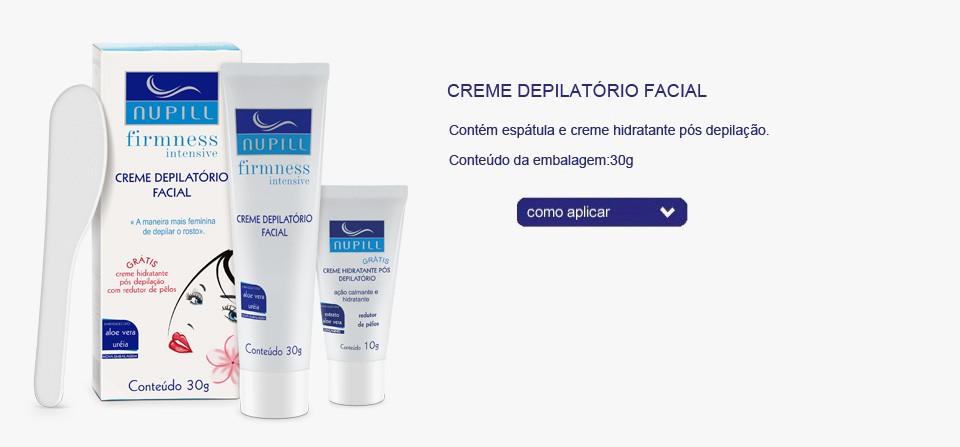 NUPILL
firmness
intensive
CREME DEPILATÓRIO
FACIAL
« A maneira mais feminina
de depilar o rosto».
GRÁTIS
creme hidratante
pós depilação
com redutor de pêlos
aloe vera
uréia
NOVA EMBALAGEM
Conteúdo 30g
NUPILL
firmness
intensive
CREME DEPILATÓRIO
FACIAL
aloe vera
uréia
Conteúdo 30g
NUPILL
GRÁTIS
CREME HIDRATANTE PÓS
DEPILATÓRIO
ação calmante e
hidratante
extrato
aloe vera
redutor
de pêlos
Conteúdo 10g
CREME DEPILATÓRIO FACIAL
Contém espátula e creme hidratante pós depilação.
Conteúdo da embalagem:30g
como aplicar